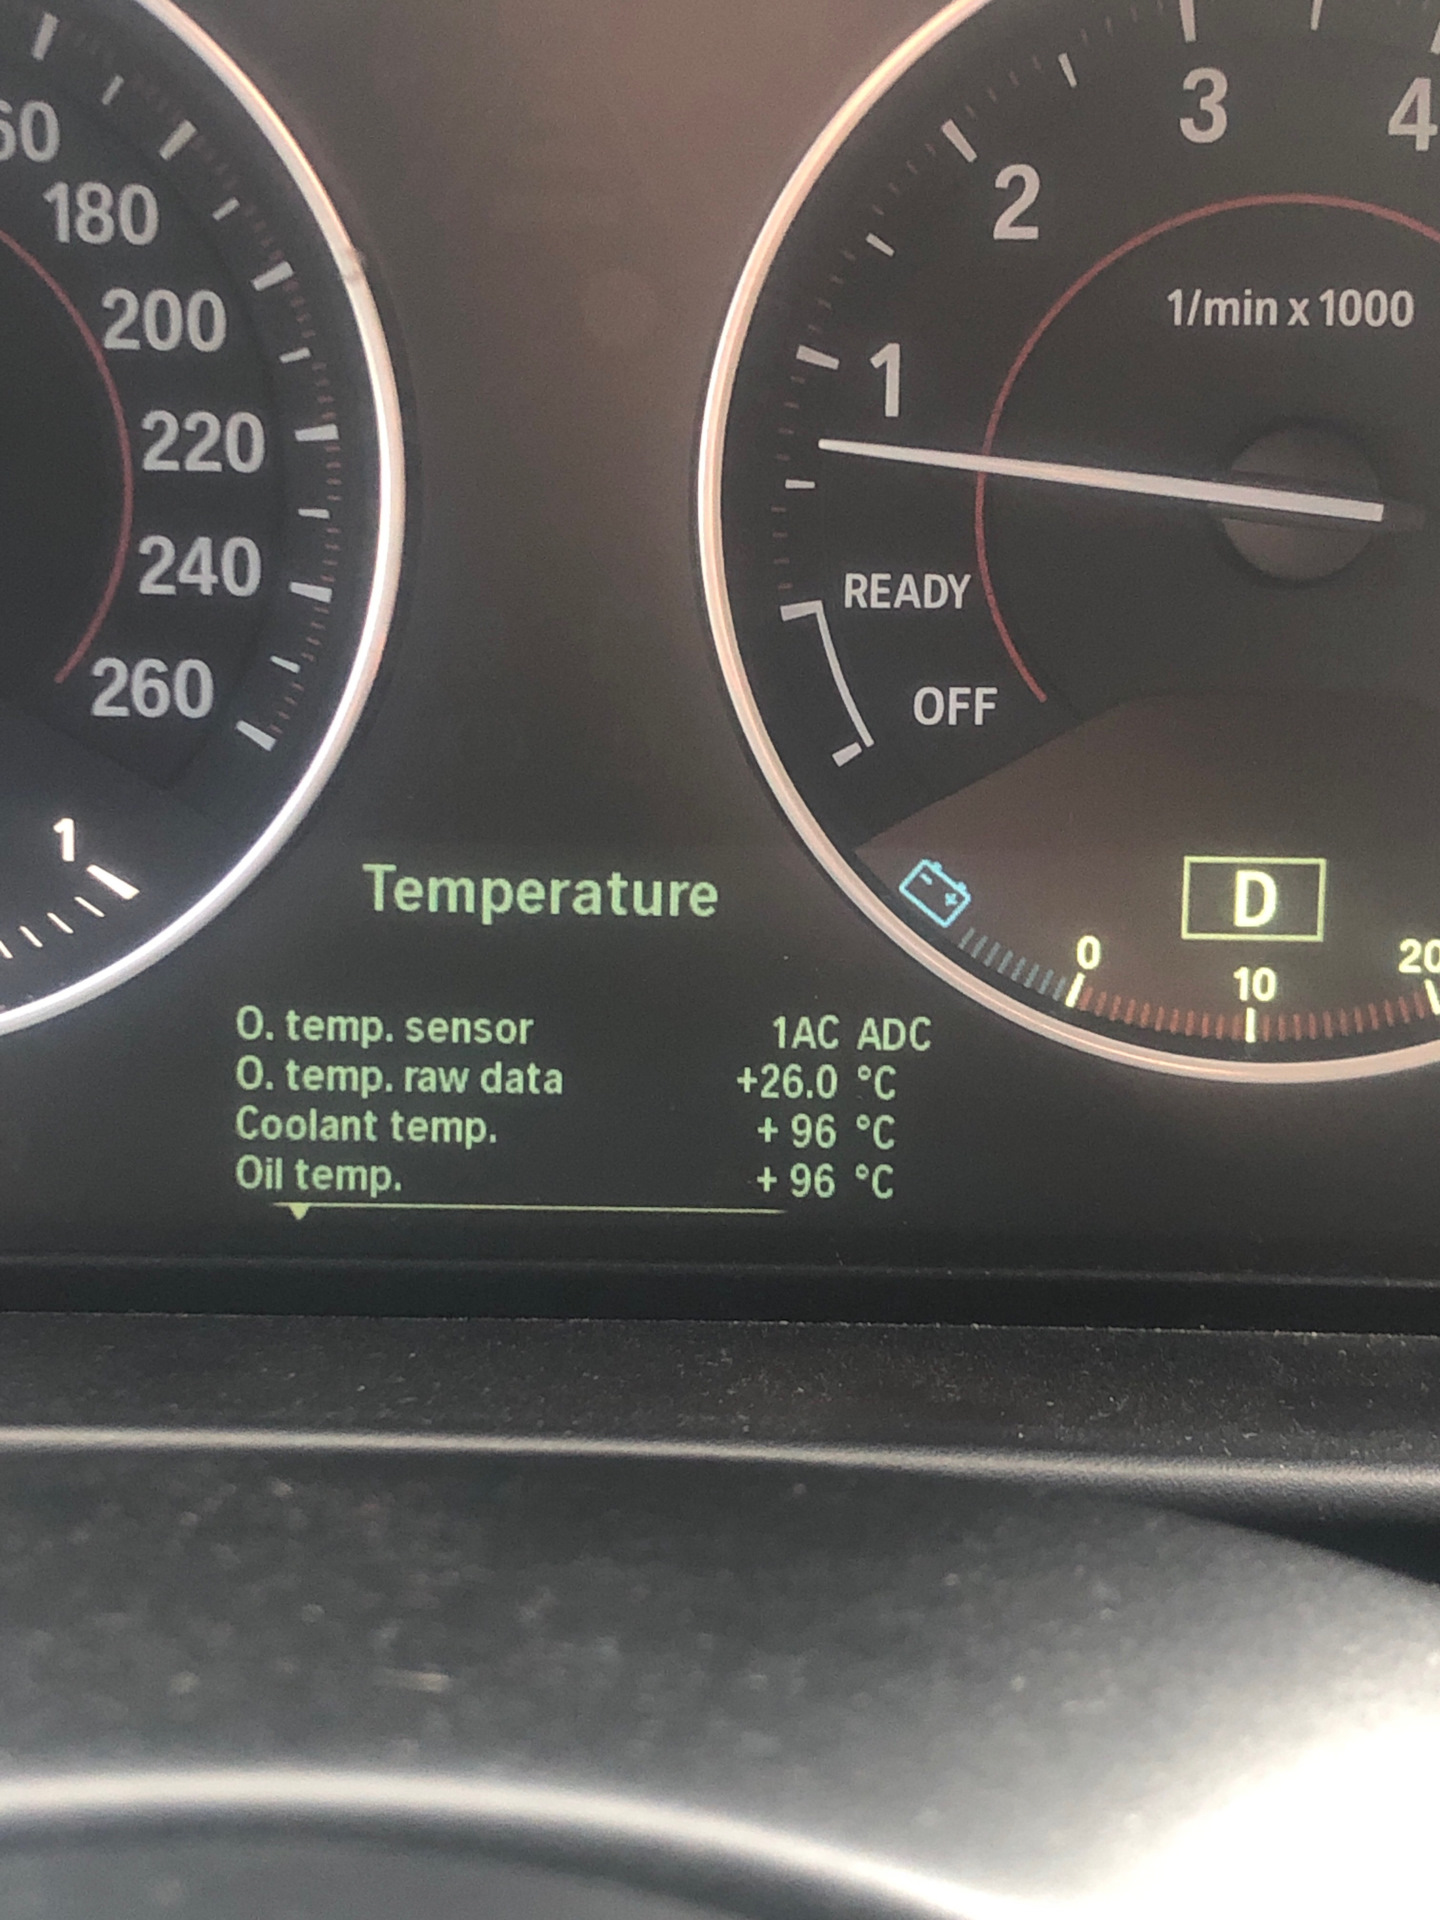 180
200
220
240
260
1
2
3
4
1
1/min x 1000
READY
OFF
D
0
10
20
Temperature
O. temp. sensor 1AC ADC
O. temp. raw data +26.0 °C
Coolant temp. + 96 °C
Oil temp. + 96 °C